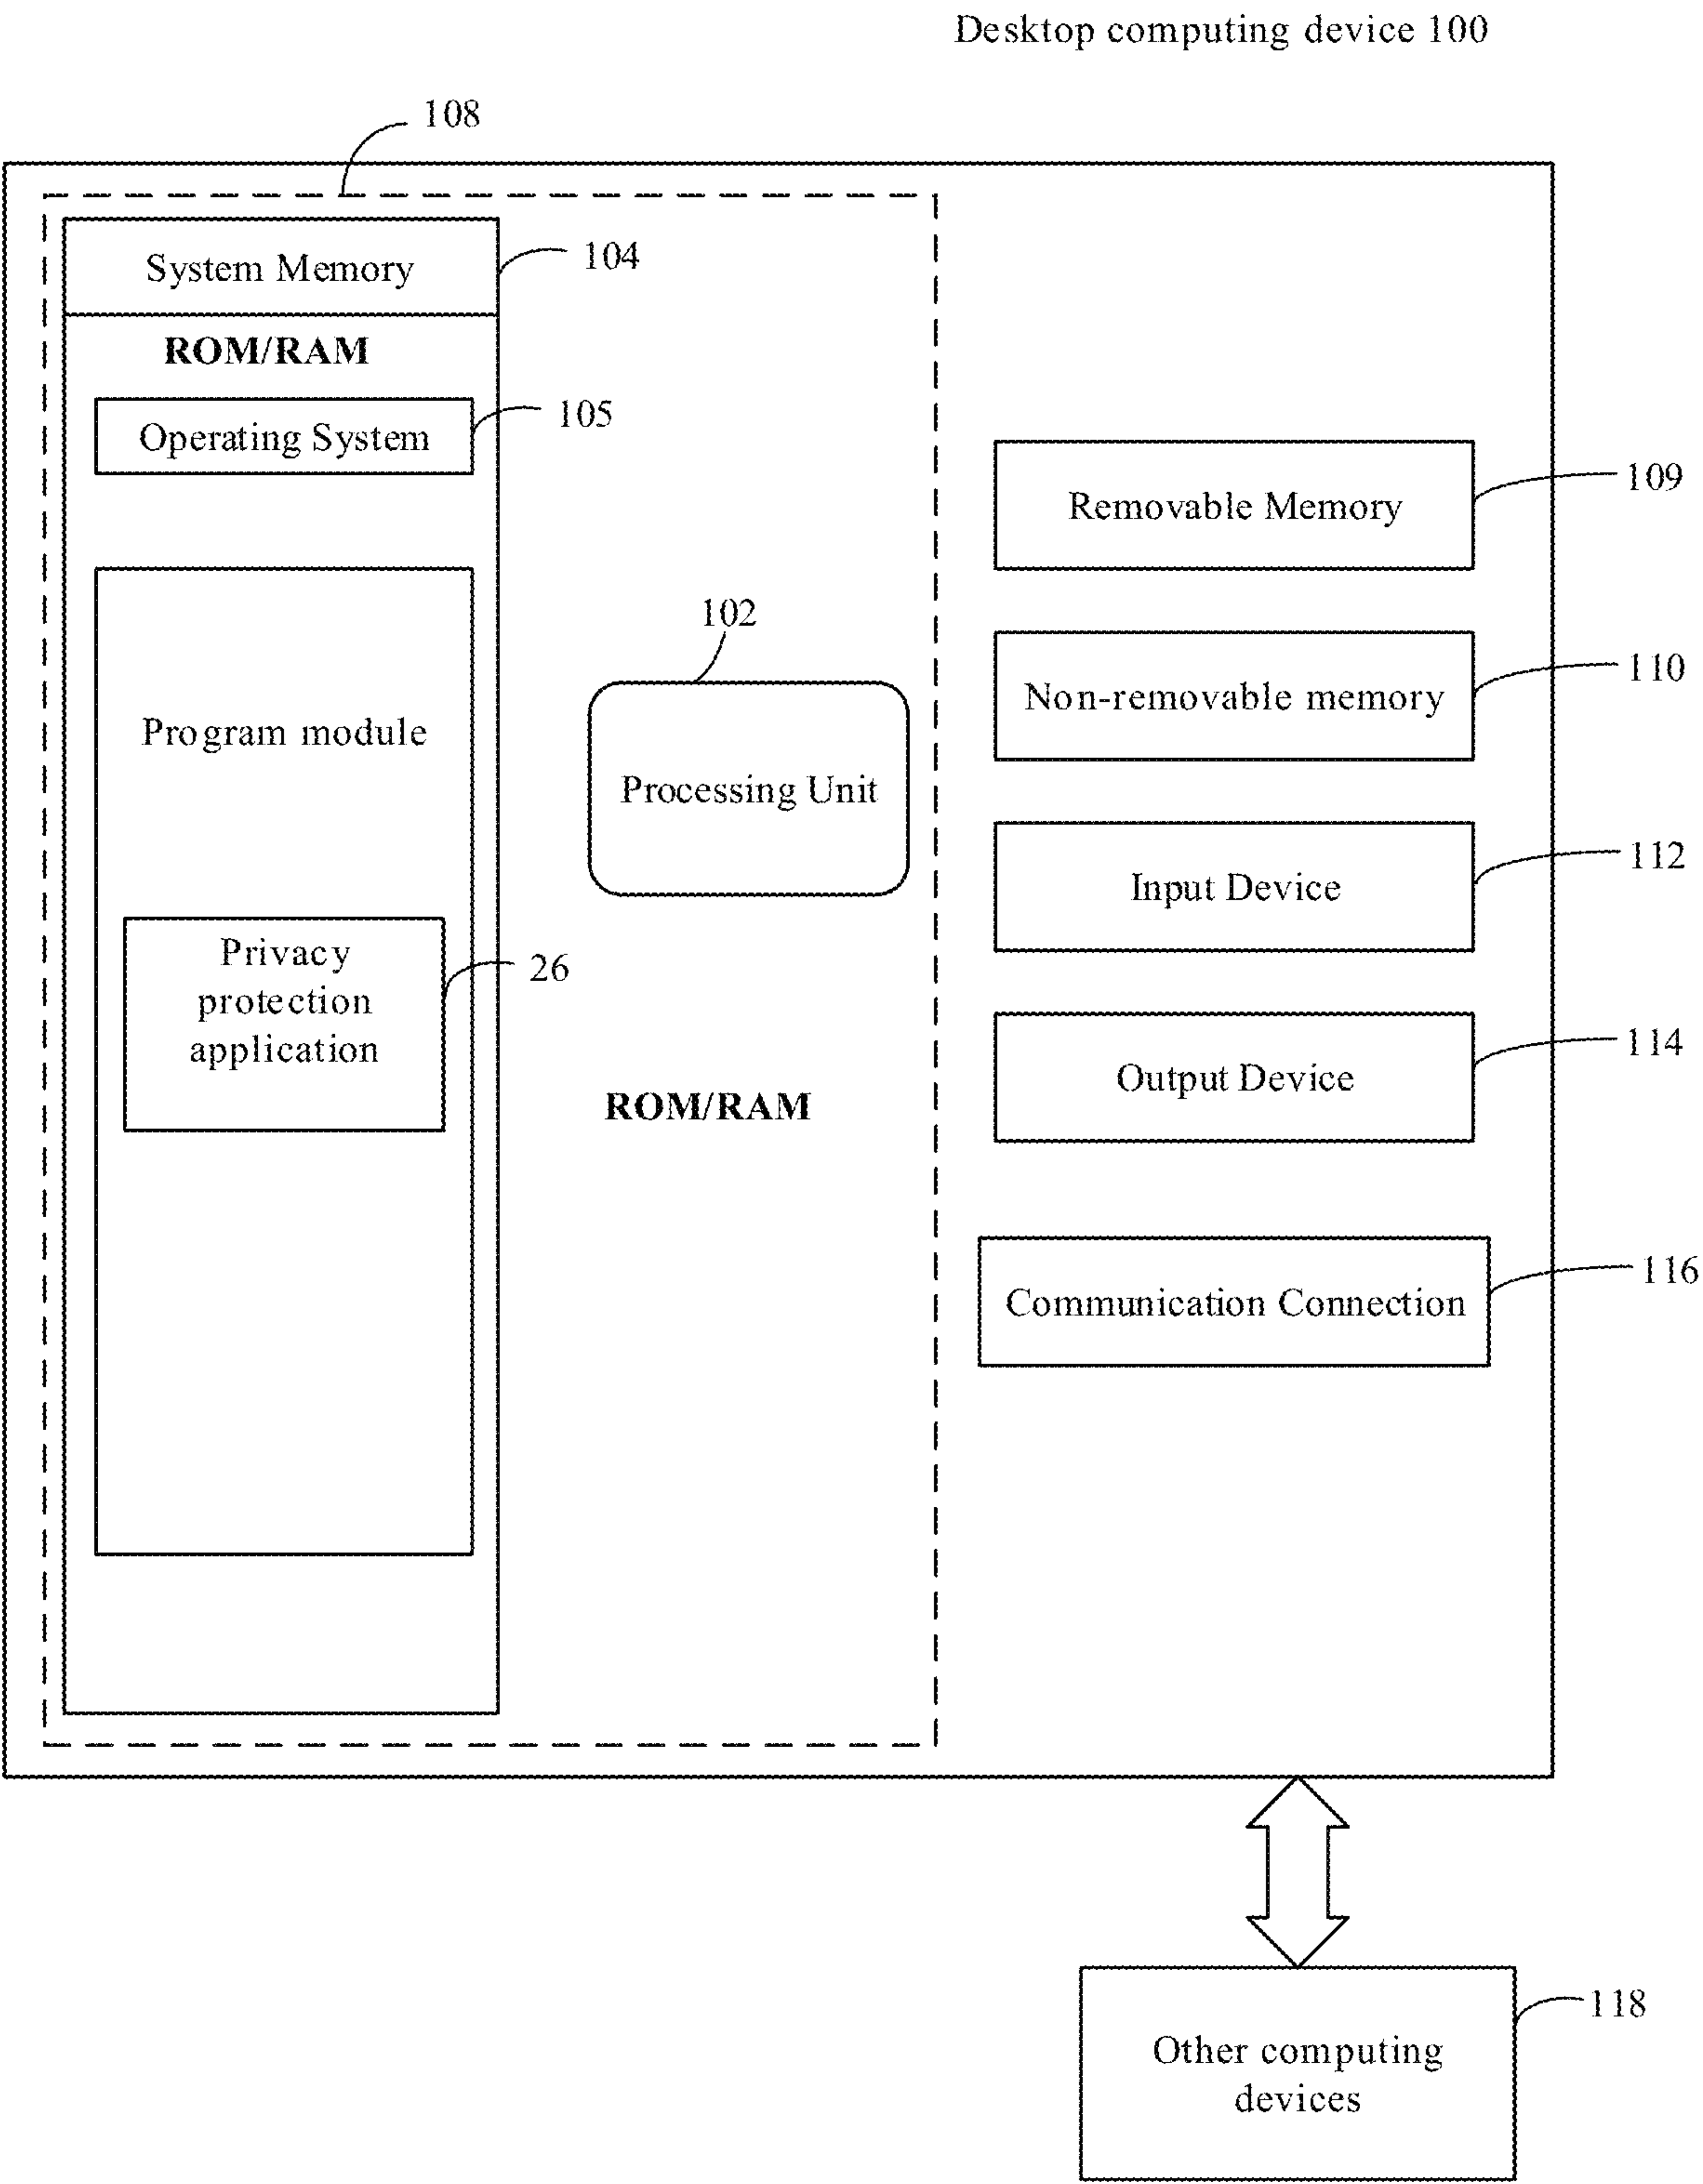 Desktop computing device 100
108
System Memory
104
ROM/RAM
Operating System
105
Program module
Privacy
protection
application
26
102
Processing Unit
ROM/RAM
Removable Memory
109
Non-removable memory
110
Input Device
112
Output Device
114
Communication Connection
116
Other computing
devices
118